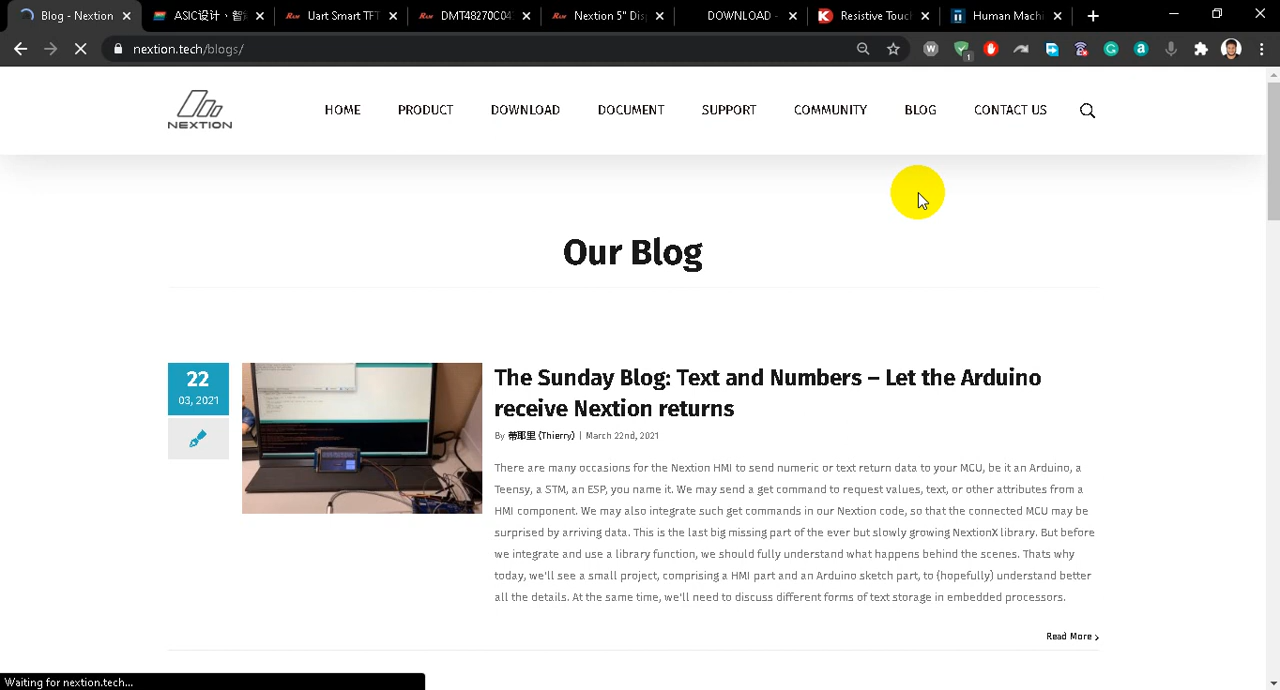 Blog - Nextion
ASIC设计 · 智
Uart Smart TFT
DMT48270C04
Nextion 5" Disp
DOWNLOAD -
Resistive Touc
Human Machi
nextion.tech/blogs/
1
NEXTION
HOME
PRODUCT
DOWNLOAD
DOCUMENT
SUPPORT
COMMUNITY
BLOG
CONTACT US
Our Blog
22
03, 2021
The Sunday Blog: Text and Numbers – Let the Arduino
receive Nextion returns
By 蒂耶里 (Thierry) | March 22nd, 2021
There are many occasions for the Nextion HMI to send numeric or text return data to your MCU, be it an Arduino, a
Teensy, a STM, an ESP, you name it. We may send a get command to request values, text, or other attributes from a
HMI component. We may also integrate such get commands in our Nextion code, so that the connected MCU may be
surprised by arriving data. This is the last big missing part of the ever but slowly growing NextionX library. But before
we integrate and use a library function, we should fully understand what happens behind the scenes. Thats why
today, we'll see a small project, comprising a HMI part and an Arduino sketch part, to (hopefully) understand better
all the details. At the same time, we'll need to discuss different forms of text storage in embedded processors.
Read More
Waiting for nextion.tech...